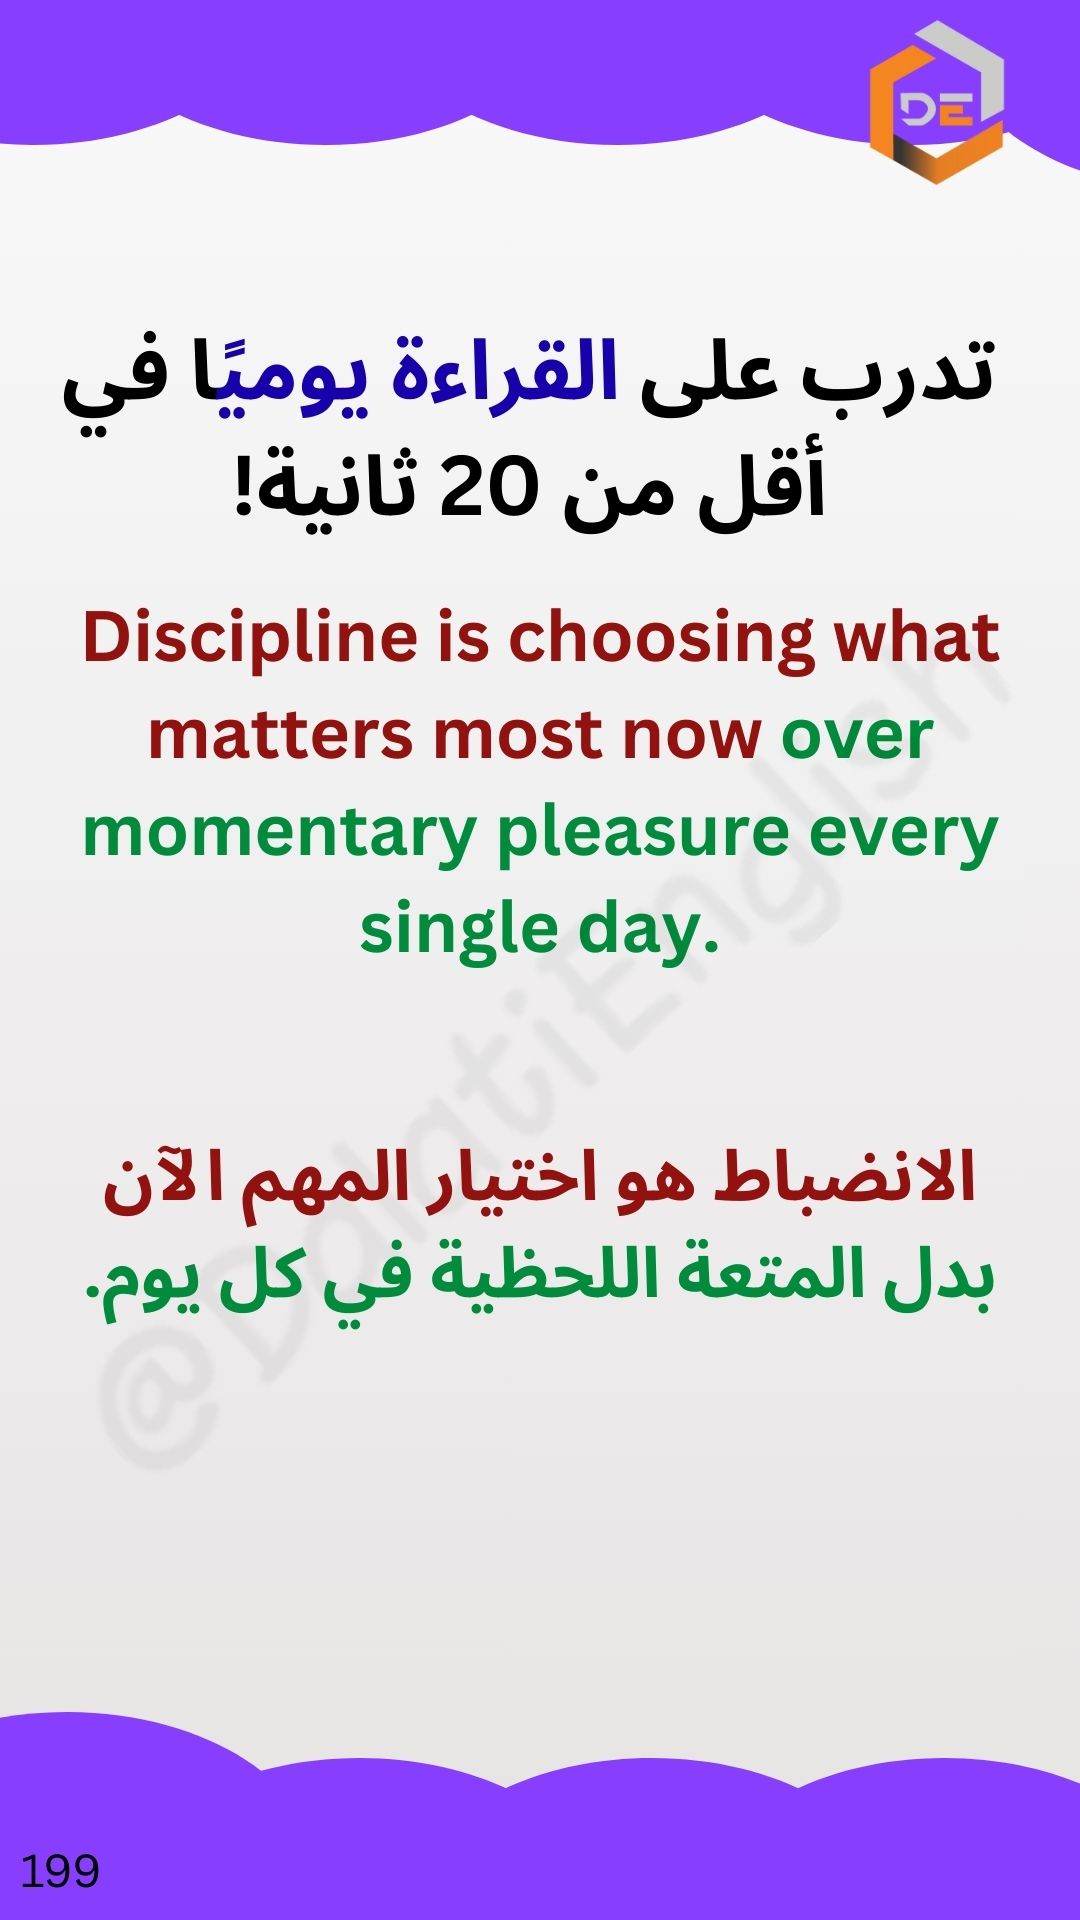 DE
تدرب على القراءة يوميًا في
أقل من 20 ثانية!
Discipline is choosing what
matters most now over
momentary pleasure every
single day.
الانضباط هو اختيار المهم الآن
بدل المتعة اللحظية في كل يوم.
@DalatiEnglish
199